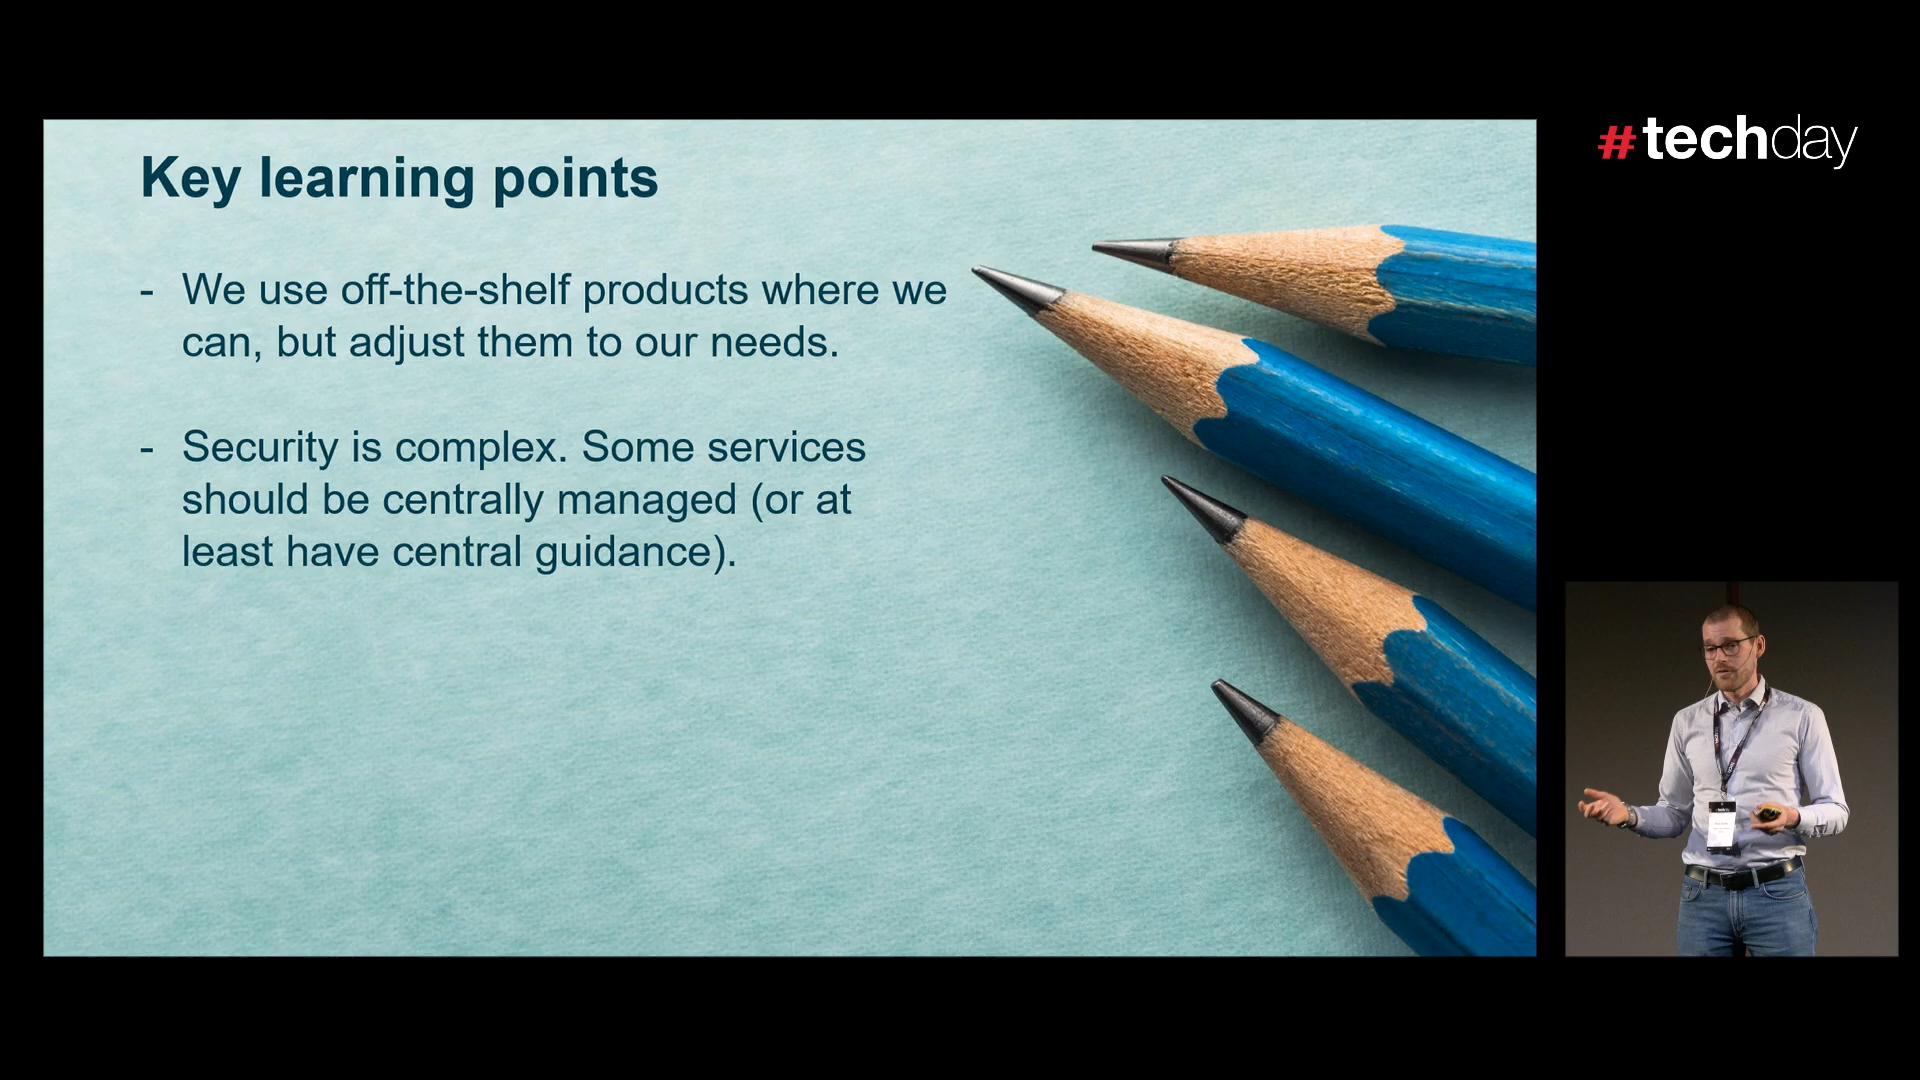 Key learning points
- We use off-the-shelf products where we
can, but adjust them to our needs.
- Security is complex. Some services
should be centrally managed (or at
least have central guidance).
#techday